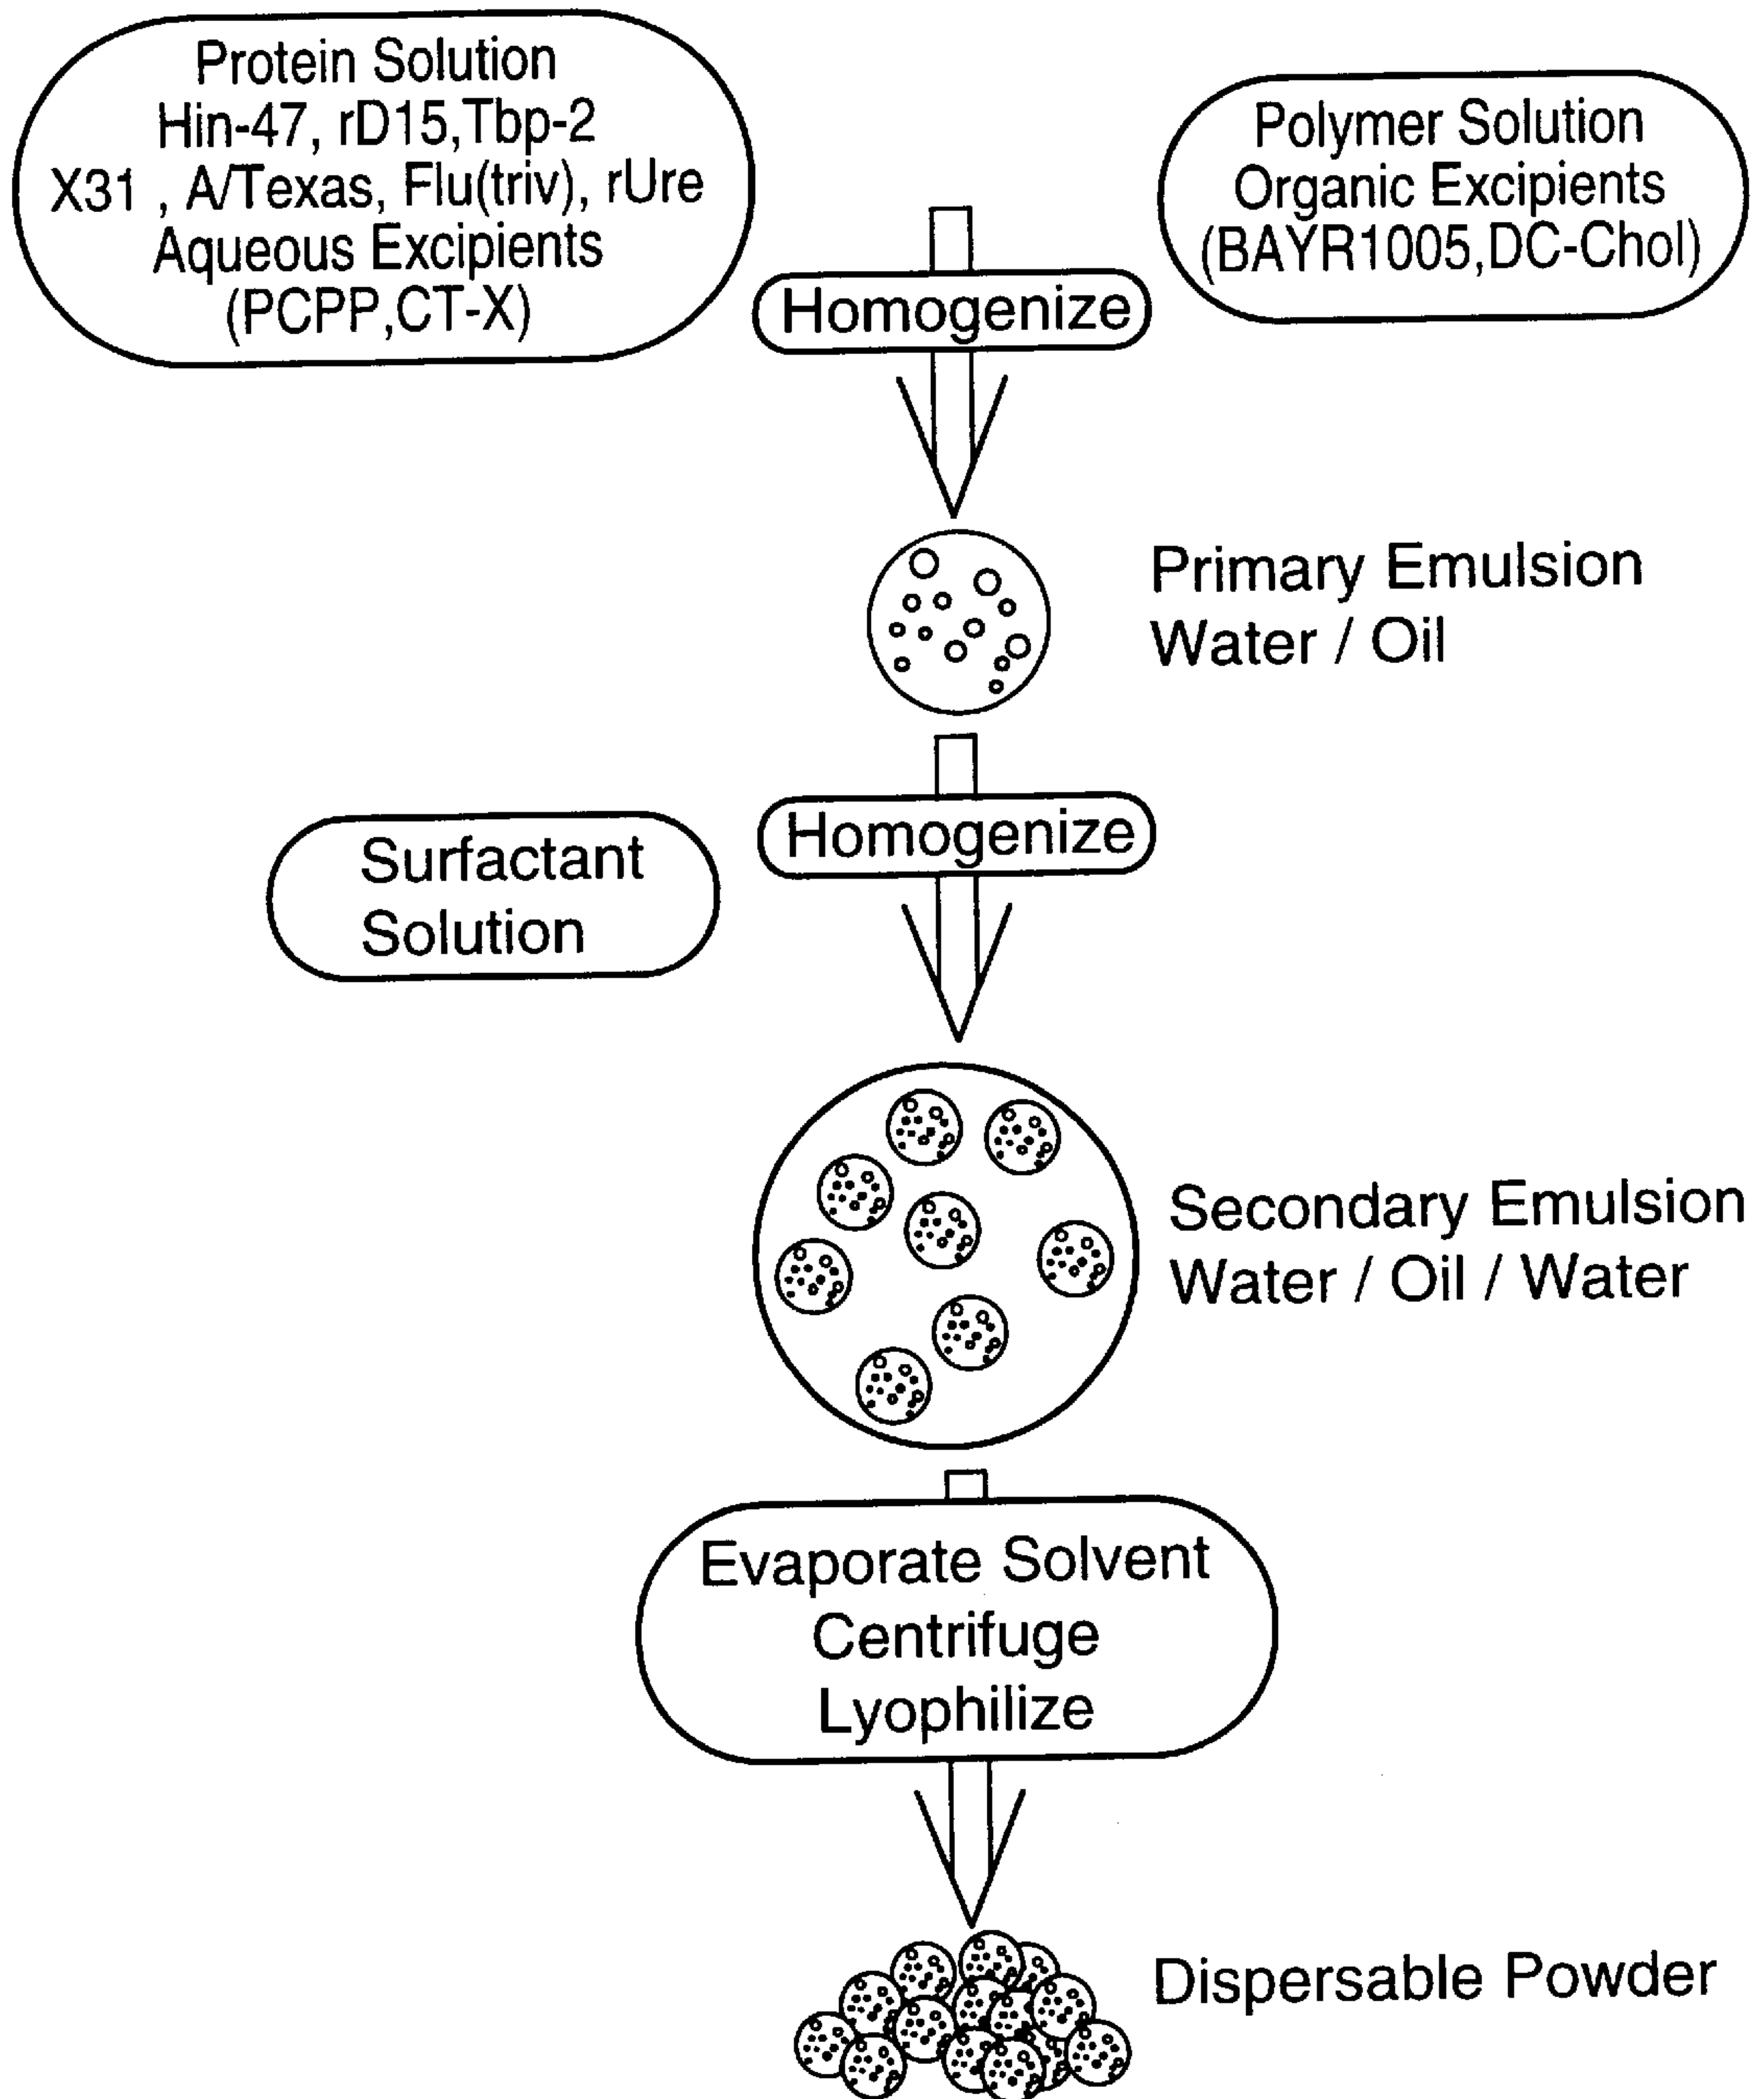 Protein Solution
Hin-47, rD15,Tbp-2
X31 , A/Texas, Flu(triv), rUre
Aqueous Excipients
(PCPP,CT-X)
Polymer Solution
Organic Excipients
(BAYR1005,DC-Chol)
Homogenize
Primary Emulsion
Water / Oil
Homogenize
Surfactant
Solution
Secondary Emulsion
Water / Oil / Water
Evaporate Solvent
Centrifuge
Lyophilize
Dispersable Powder